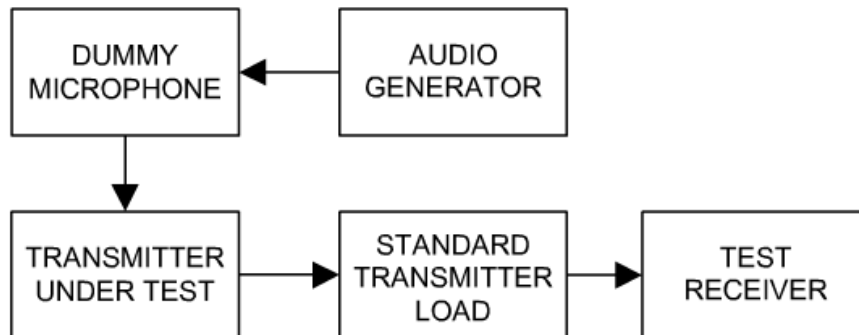 DUMMY
MICROPHONE
AUDIO
GENERATOR
TRANSMITTER
UNDER TEST
STANDARD
TRANSMITTER
LOAD
TEST
RECEIVER